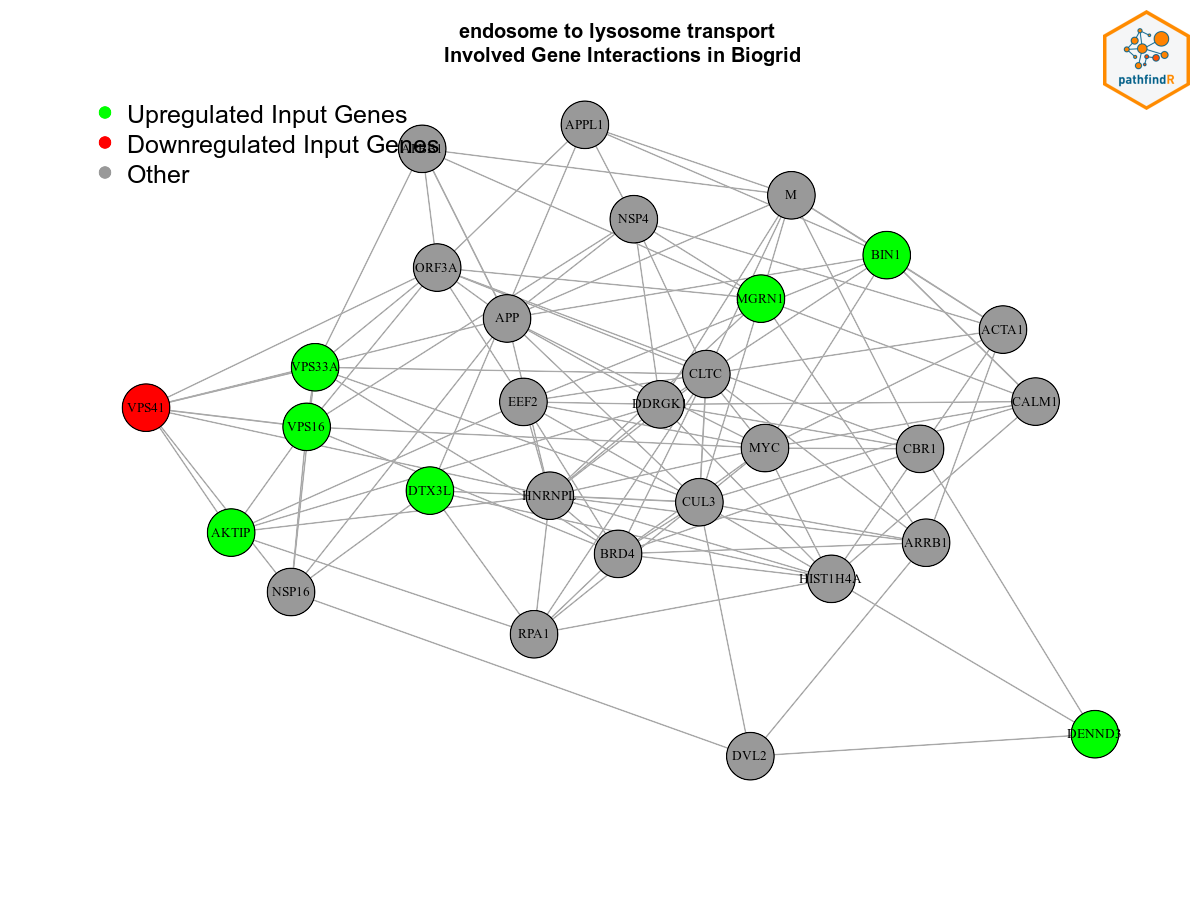 endosome to lysosome transport
Involved Gene Interactions in Biogrid
pathfindR
Upregulated Input Genes
Downregulated Input Genes
Other
APPL1
M
NSP4
BIN1
ORF3A
MGRN1
APP
ACTA1
VPS33A
CLTC
VPS41
EEF2
DDRGK1
CALM1
VPS16
MYC
CBR1
DTX3L
HNRNPL
CUL3
AKTIP
BRD4
ARRB1
NSP16
HIST1H4A
RPA1
DVL2
DENND3